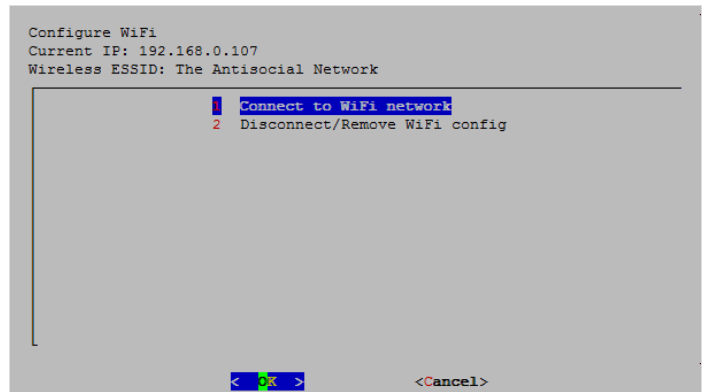 Configure WiFi
Current IP: 192.168.0.107
Wireless ESSID: The Antisocial Network
1 Connect to WiFi network
2 Disconnect/Remove WiFi config
< OK > <Cancel>